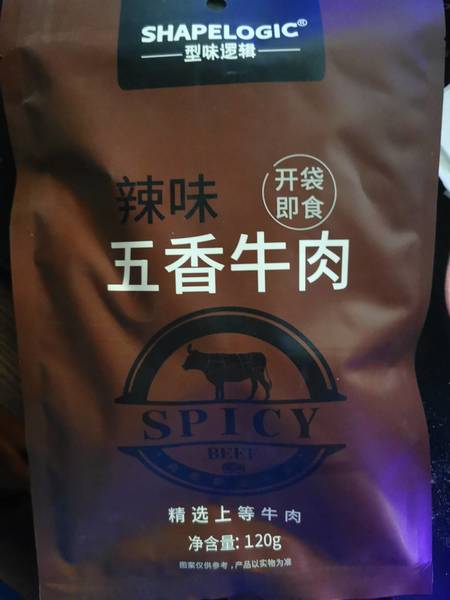 SHAPELOGIC®
型味逻辑
辣味
开袋
即食
五香牛肉
SPICY
BEEF
精选上等牛肉
净含量: 120g
图案仅供参考，产品以实物为准